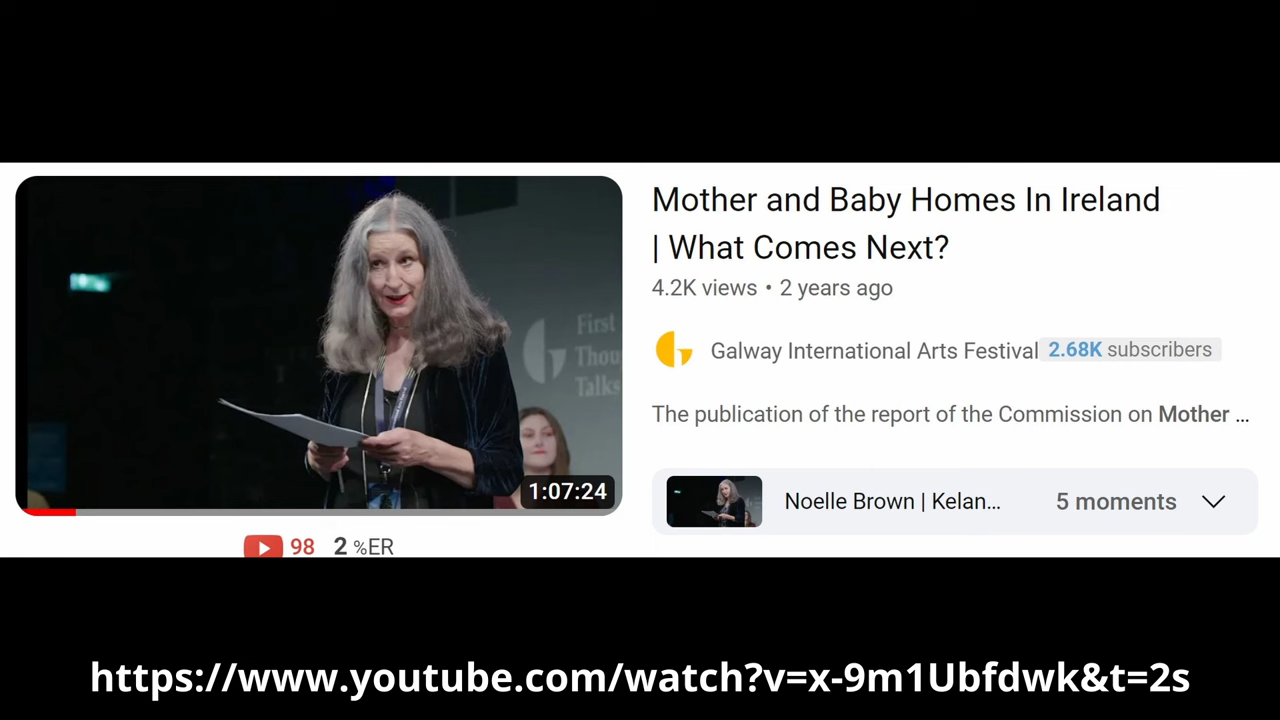 Mother and Baby Homes In Ireland
| What Comes Next?
4.2K views • 2 years ago
Galway International Arts Festival 2.68K subscribers
The publication of the report of the Commission on Mother ...
First
Thou
Talks
1:07:24
Noelle Brown | Kelan... 5 moments
98 2 %ER
https://www.youtube.com/watch?v=x-9m1Ubfdwk&t=2s